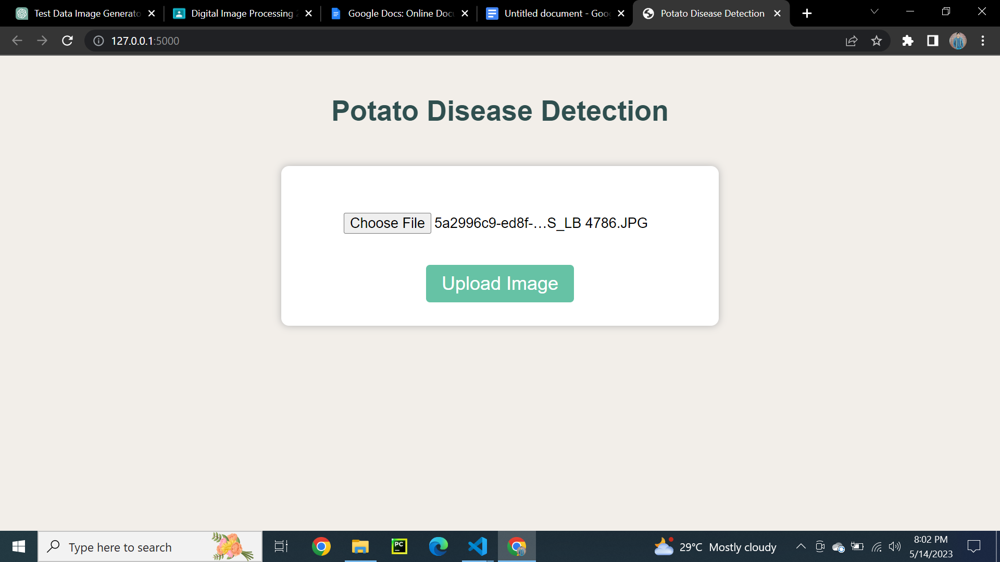 Test Data Image Generato
Digital Image Processing
Google Docs: Online Docu
Untitled document - Goo
Potato Disease Detection
127.0.0.1:5000
Potato Disease Detection
Choose File 5a2996c9-ed8f-...S_LB 4786.JPG
Upload Image
Type here to search
PC
29°C Mostly cloudy
8:02 PM
5/14/2023